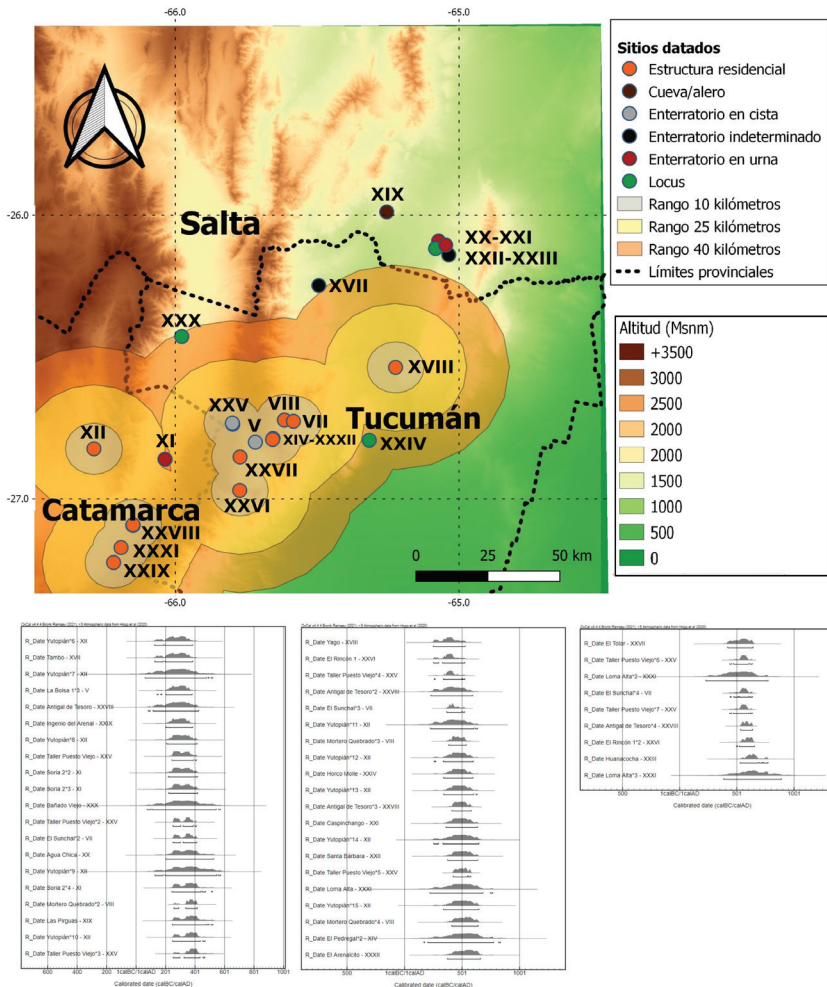 -66.0
-65.0
-26.0
-27.0
Salta
Tucumán
Catamarca
XIX
XX-XXI
XXII-XXIII
XVII
XXX
XVIII
XXV
V
VIII
VII
XIV-XXXII
XII
XI
XXIV
XXVII
XXVI
XXVIII
XXXI
XXIX
0 25 50 km
-66.0
-65.0
Sitios datados
Estructura residencial
Cueva/alero
Enterratorio en cista
Enterratorio indeterminado
Enterratorio en urna
Locus
Rango 10 kilómetros
Rango 25 kilómetros
Rango 40 kilómetros
Límites provinciales
Altitud (Msnm)
+3500
3000
2500
2000
2000
1500
1000
500
0
R_Date Yutopián*6 - XII
R_Date Tambo - XVII
R_Date Yutopián*7 - XII
R_Date La Bolsa 1*3 - V
R_Date Antigal de Tesoro - XXVIII
R_Date Ingenio del Arenal - XXIX
R_Date Yutopián*8 - XII
R_Date Taller Puesto Viejo - XXV
R_Date Soria 2*2 - XI
R_Date Soria 2*3 - XI
R_Date Bañado Viejo - XXX
R_Date Taller Puesto Viejo*2 - XXV
R_Date El Sunchal*2 - VII
R_Date Agua Chica - XX
R_Date Yutopián*9 - XII
R_Date Soria 2*4 - XI
R_Date Mortero Quebrado*2 - VIII
R_Date Las Pirguas - XIX
R_Date Yutopián*10 - XII
R_Date Taller Puesto Viejo*3 - XXV
600 400 200 1calBC/1calAD 201 401 601 801 1001
Calibrated date (calBC/calAD)
R_Date Yago - XVIII
R_Date El Rincón 1 - XXVI
R_Date Taller Puesto Viejo*4 - XXV
R_Date Antigal de Tesoro*2 - XXVIII
R_Date El Sunchal*3 - VII
R_Date Yutopián*11 - XII
R_Date Mortero Quebrado*3 - VIII
R_Date Yutopián*12 - XII
R_Date Horco Molle - XXIV
R_Date Yutopián*13 - XII
R_Date Antigal de Tesoro*3 - XXVIII
R_Date Caspinchango - XXI
R_Date Yutopián*14 - XII
R_Date Santa Bárbara - XXII
R_Date Taller Puesto Viejo*5 - XXV
R_Date Loma Alta - XXXI
R_Date Yutopián*15 - XII
R_Date Mortero Quebrado*4 - VIII
R_Date El Pedregal*2 - XIV
R_Date El Arenalcito - XXXII
500 1calBC/1calAD 501 1001
Calibrated date (calBC/calAD)
R_Date El Tolar - XXVII
R_Date Taller Puesto Viejo*6 - XXV
R_Date Loma Alta*2 - XXXI
R_Date El Sunchal*4 - VII
R_Date Taller Puesto Viejo*7 - XXV
R_Date Antigal de Tesoro*4 - XXVIII
R_Date El Rincón 1*2 - XXVI
R_Date Huanacocha - XXIII
R_Date Loma Alta*3 - XXXI
500 1calBC/1calAD 501 1001
Calibrated date (calBC/calAD)